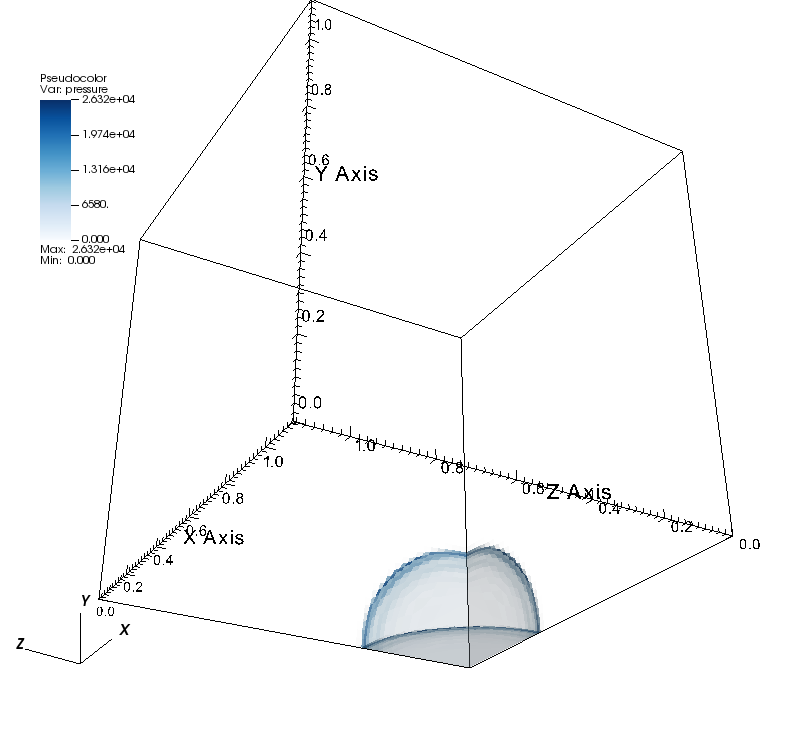 Pseudocolor
Var: pressure
2.632e+04
1.974e+04
1.316e+04
6580.
0.000
Max: 2.632e+04
Min: 0.000
1.0
0.8
0.6
Y Axis
0.4
0.2
0.0
1.0
0.8
0.6
X Axis
0.4
0.2
0.0
1.0
0.8
0.6
Z Axis
0.4
0.2
0.0
Y
X
Z